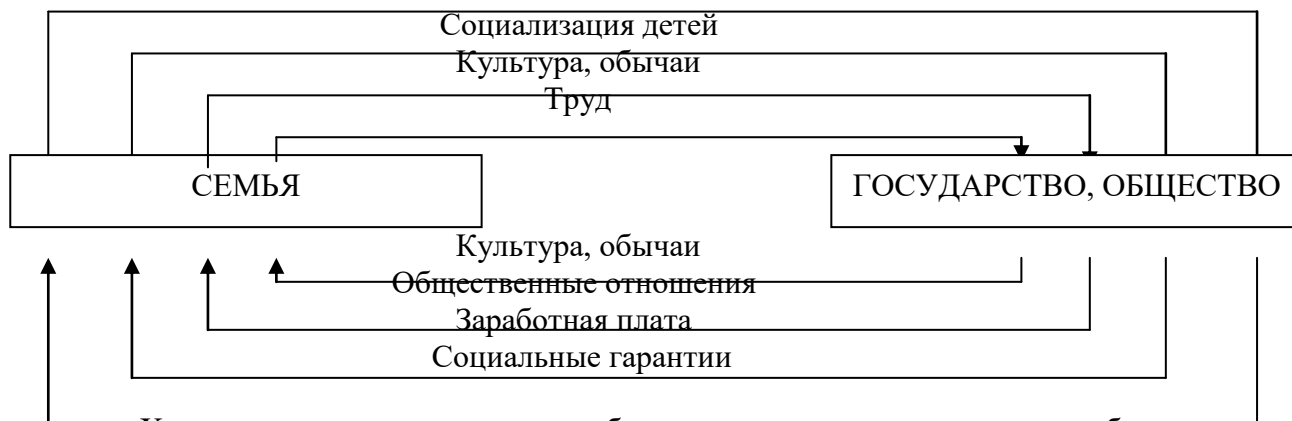 Социализация детей
Культура, обычаи
Труд
СЕМЬЯ
ГОСУДАРСТВО, ОБЩЕСТВО
Культура, обычаи
Общественные отношения
Заработная плата
Социальные гарантии